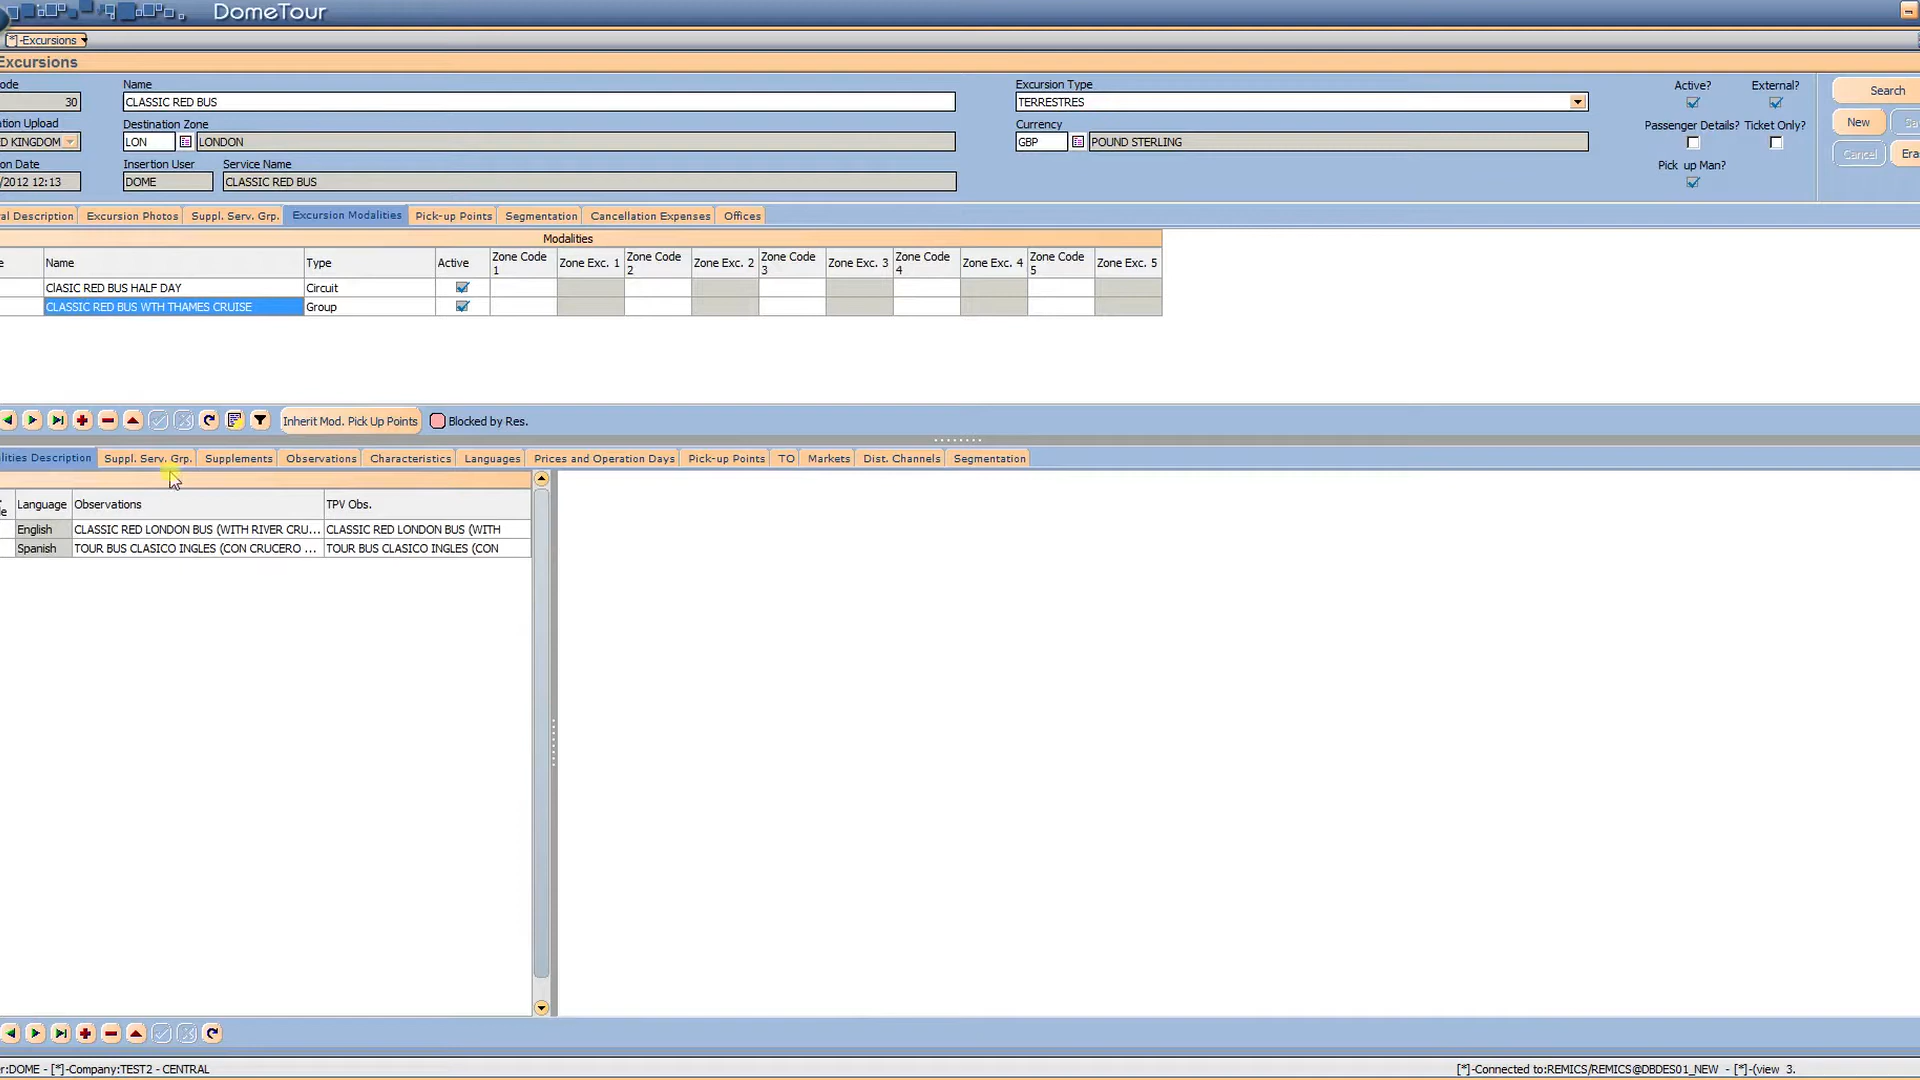 DomeTour
[*]-Excursions
Excursions
ode Name Excursion Type Active? External?
30 CLASSIC RED BUS TERRESTRES Search
tion Upload Destination Zone Currency Passenger Details? Ticket Only? New
D KINGDOM LON LONDON GBP POUND STERLING
on Date Insertion User Service Name Pick up Man? Cancel Era
/2012 12:13 DOME CLASSIC RED BUS
al Description Excursion Photos Suppl. Serv. Grp. Excursion Modalities Pick-up Points Segmentation Cancellation Expenses Offices
Modalities
e Name Type Active Zone Code 1 Zone Exc. 1 Zone Code 2 Zone Exc. 2 Zone Code 3 Zone Exc. 3 Zone Code 4 Zone Exc. 4 Zone Code 5 Zone Exc. 5
ClASIC RED BUS HALF DAY Circuit
CLASSIC RED BUS WTH THAMES CRUISE Group
Inherit Mod. Pick Up Points Blocked by Res.
lities Description Suppl. Serv. Grp. Supplements Observations Characteristics Languages Prices and Operation Days Pick-up Points TO Markets Dist. Channels Segmentation
Language Observations TPV Obs.
English CLASSIC RED LONDON BUS (WITH RIVER CRU... CLASSIC RED LONDON BUS (WITH
Spanish TOUR BUS CLASICO INGLES (CON CRUCERO ... TOUR BUS CLASICO INGLES (CON
r:DOME - [*]-Company:TEST2 - CENTRAL [*]-Connected to:REMICS/REMICS@DBDES01_NEW - [*]-(view 3.